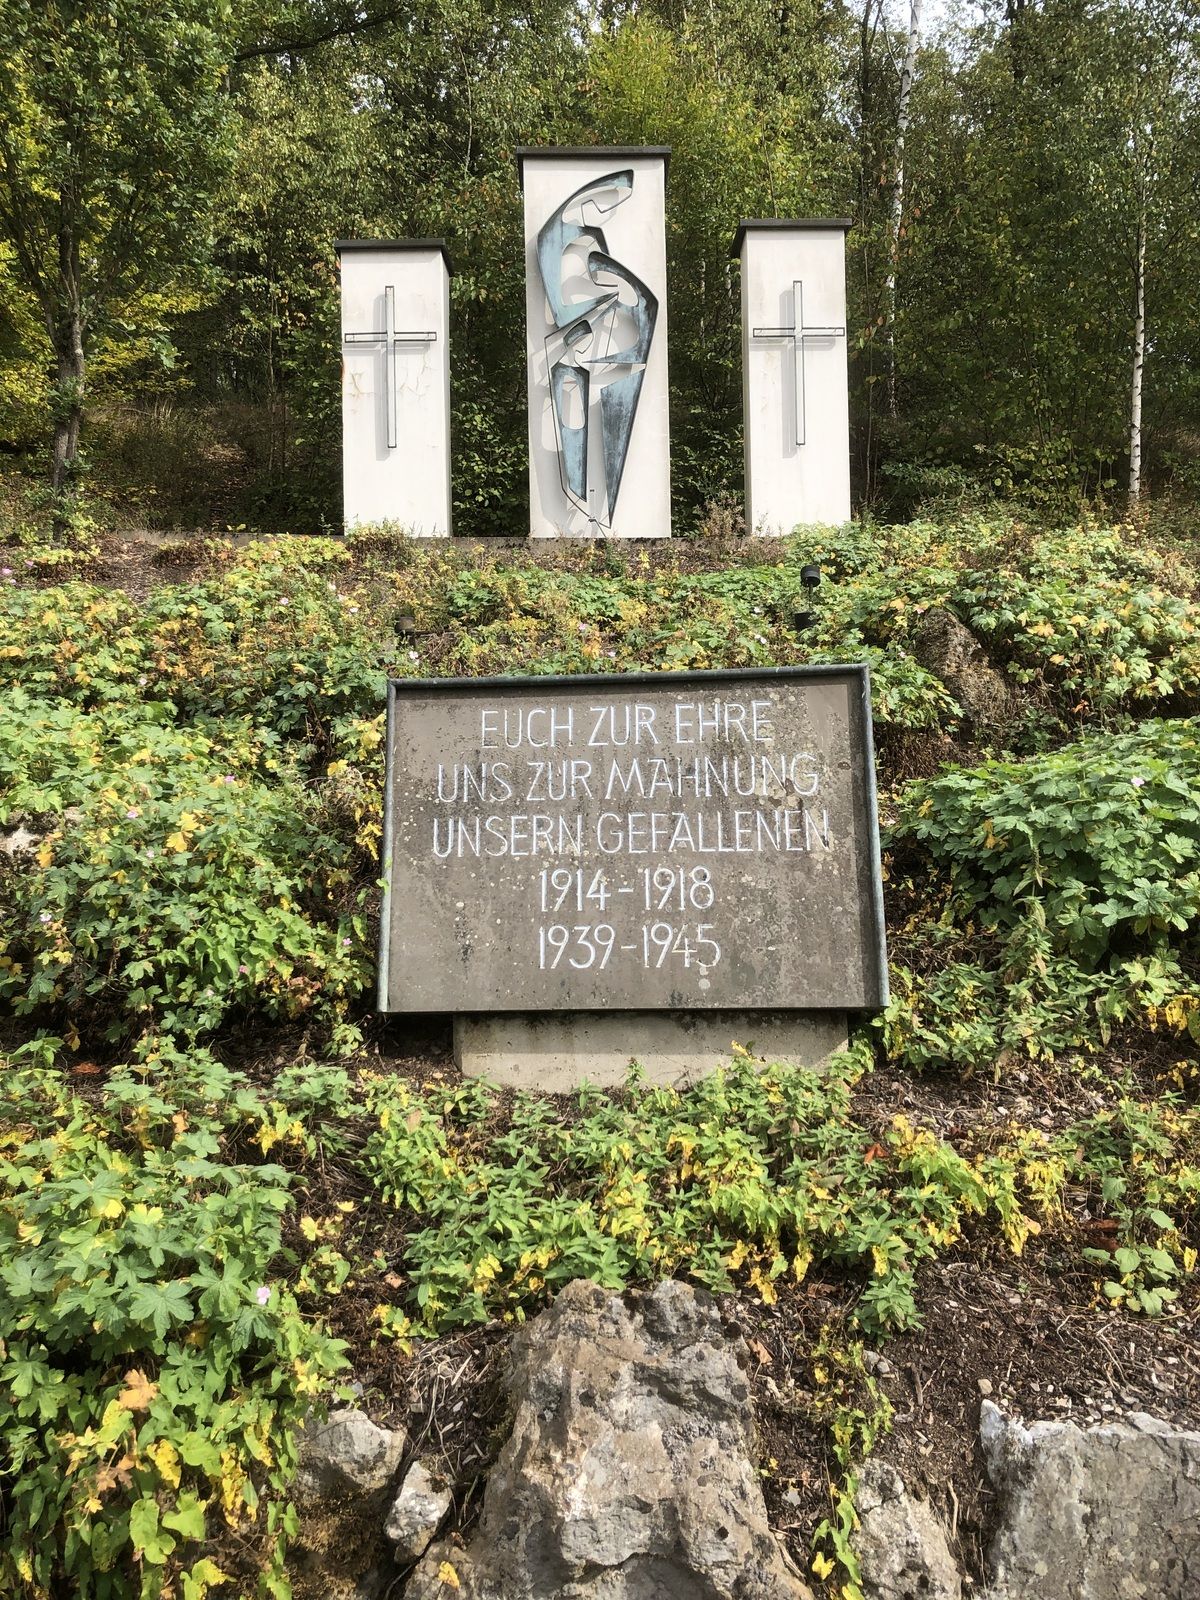 EUCH ZUR EHRE
UNS ZUR MAHNUNG
UNSERN GEFALLENEN
1914-1918
1939-1945